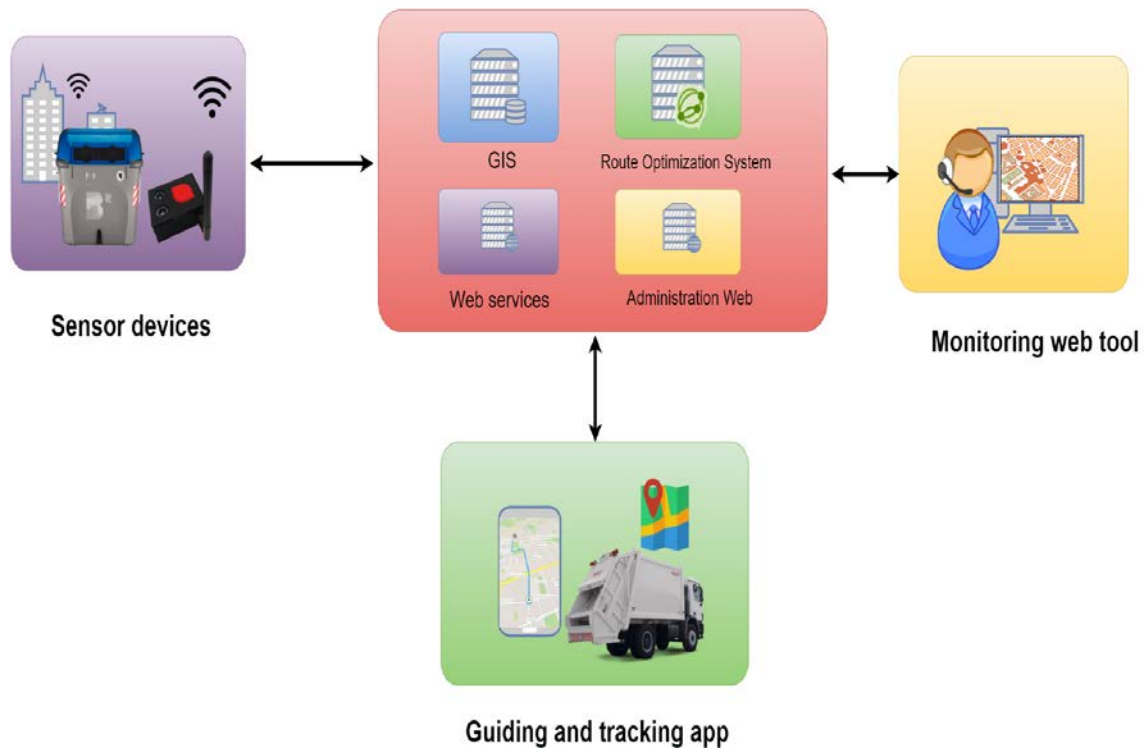 GIS
Route Optimization System
Web services
Administration Web
Sensor devices
Monitoring web tool
Guiding and tracking app